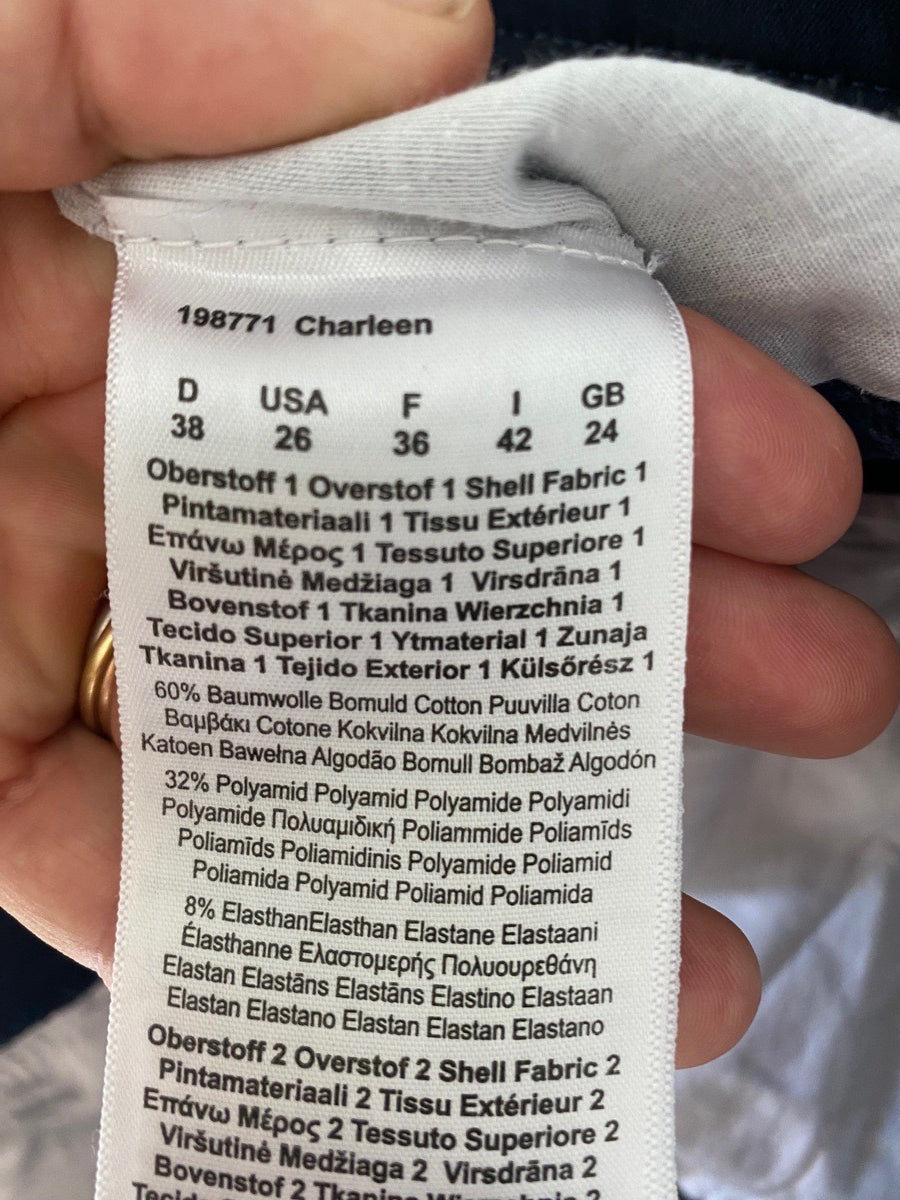 198771 Charleen
D USA F I GB
38 26 36 42 24
Oberstoff 1 Overstof 1 Shell Fabric 1
Pintamateriaali 1 Tissu Extérieur 1
Επάνω Μέρος 1 Tessuto Superiore 1
Viršutinė Medžiaga 1 Virsdrāna 1
Bovenstof 1 Tkanina Wierzchnia 1
Tecido Superior 1 Ytmaterial 1 Zunaja
Tkanina 1 Tejido Exterior 1 Külsőrész 1
60% Baumwolle Bomuld Cotton Puuvilla Coton
Βαμβάκι Cotone Kokvilna Kokvilna Medvilnės
Katoen Bawełna Algodão Bomull Bombaž Algodón
32% Polyamid Polyamid Polyamide Polyamidi
Polyamide Πολυαμιδική Poliammide Poliamīds
Poliamīds Poliamidinis Polyamide Poliamid
Poliamida Polyamid Poliamid Poliamida
8% ElasthanElasthan Elastane Elastaani
Élasthanne Ελαστομερής Πολυουρεθάνη
Elastan Elastāns Elastāns Elastino Elastaan
Elastan Elastano Elastan Elastan Elastano
Oberstoff 2 Overstof 2 Shell Fabric 2
Pintamateriaali 2 Tissu Extérieur 2
Επάνω Μέρος 2 Tessuto Superiore 2
Viršutinė Medžiaga 2 Virsdrāna 2
Bovenstof 2 Tkanina Wierzchnia 2